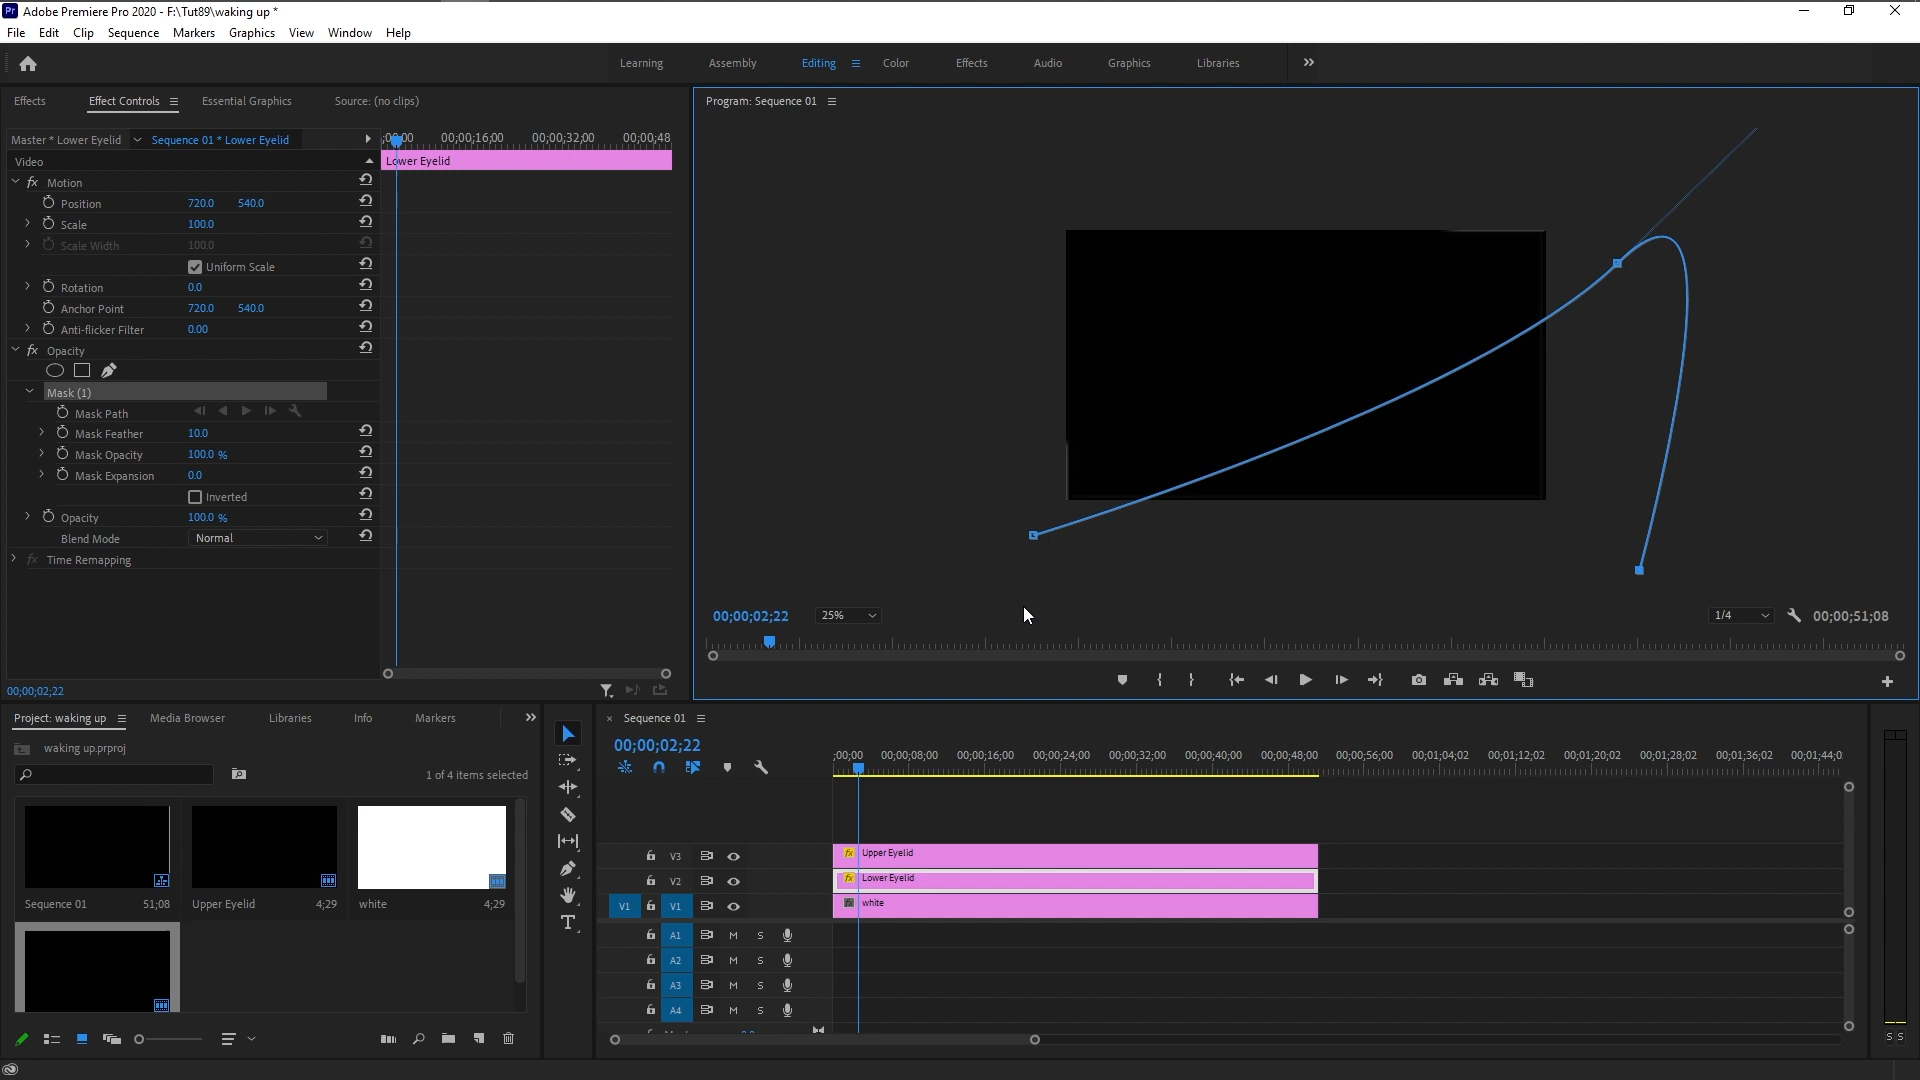 Adobe Premiere Pro 2020 - F:\Tut89\waking up *
File Edit Clip Sequence Markers Graphics View Window Help
Learning Assembly Editing Color Effects Audio Graphics Libraries
Effects Effect Controls Essential Graphics Source: (no clips)
Program: Sequence 01
Master * Lower Eyelid Sequence 01 * Lower Eyelid
;00;00 00;00;16;00 00;00;32;00 00;00;48
Video
Lower Eyelid
Motion
Position 720.0 540.0
Scale 100.0
Scale Width 100.0
Uniform Scale
Rotation 0.0
Anchor Point 720.0 540.0
Anti-flicker Filter 0.00
Opacity
Mask (1)
Mask Path
Mask Feather 10.0
Mask Opacity 100.0 %
Mask Expansion 0.0
Inverted
Opacity 100.0 %
Blend Mode Normal
Time Remapping
00;00;02;22
00;00;02;22 25% 1/4 00;00;51;08
Project: waking up Media Browser Libraries Info Markers
waking up.prproj
1 of 4 items selected
Sequence 01 51;08
Upper Eyelid 4;29
white 4;29
Sequence 01
00;00;02;22
;00;00 00;00;08;00 00;00;16;00 00;00;24;00 00;00;32;00 00;00;40;00 00;00;48;00 00;00;56;00 00;01;04;02 00;01;12;02 00;01;20;02 00;01;28;02 00;01;36;02 00;01;44;0
V3 fx Upper Eyelid
V2 fx Lower Eyelid
V1 V1 fx white
A1 M S
A2 M S
A3 M S
A4 M S
S S